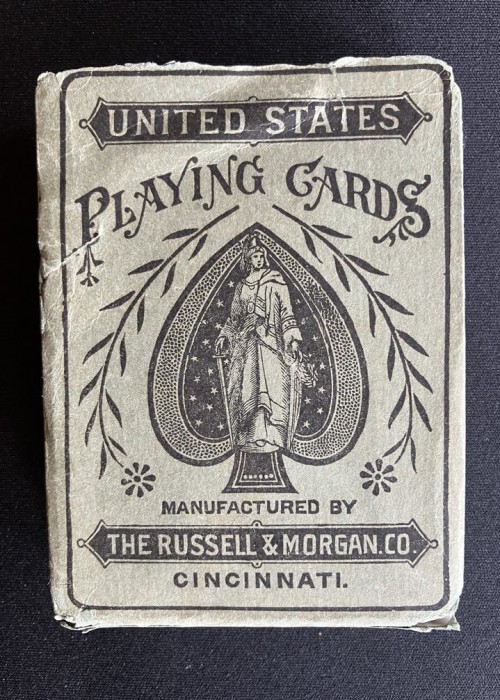 UNITED STATES
PLAYING CARDS
MANUFACTURED BY
THE RUSSELL & MORGAN.CO.
CINCINNATI.